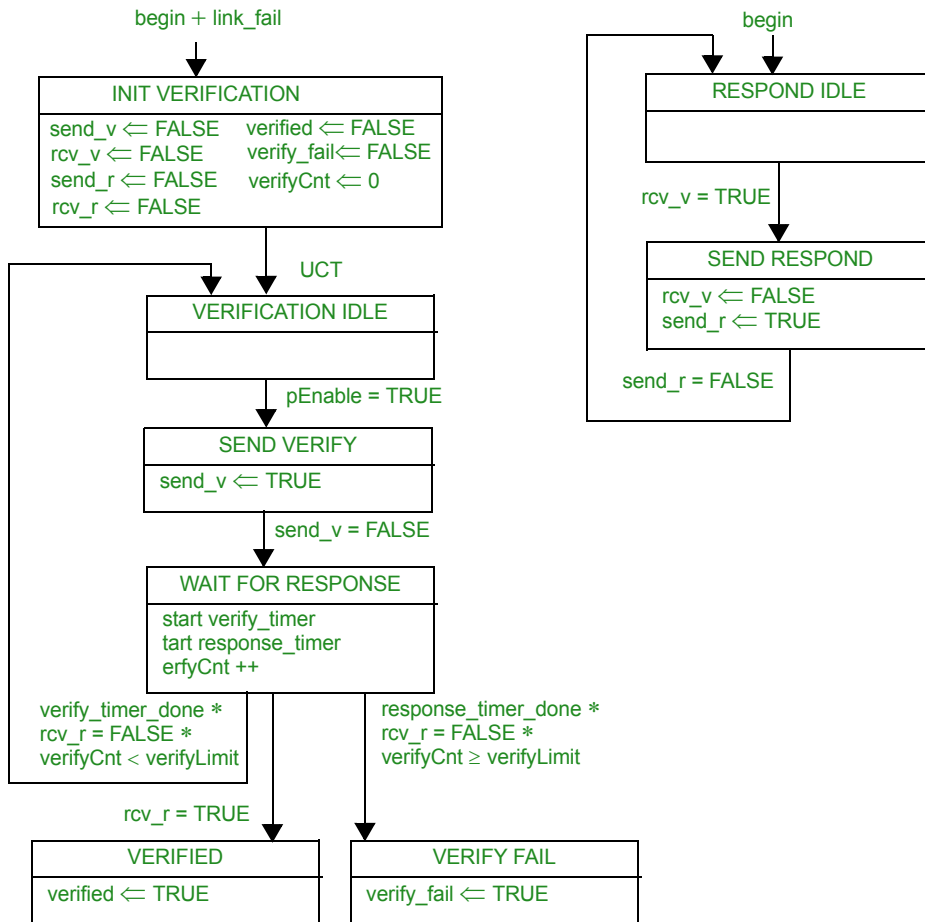 begin + link_fail
INIT VERIFICATION
send_v ⇐ FALSE verified ⇐ FALSE
rcv_v ⇐ FALSE verify_fail⇐ FALSE
send_r ⇐ FALSE verifyCnt ⇐ 0
rcv_r ⇐ FALSE
UCT
VERIFICATION IDLE
pEnable = TRUE
SEND VERIFY
send_v ⇐ TRUE
send_v = FALSE
WAIT FOR RESPONSE
start verify_timer
tart response_timer
erfyCnt ++
verify_timer_done *
rcv_r = FALSE *
verifyCnt < verifyLimit
response_timer_done *
rcv_r = FALSE *
verifyCnt ≥ verifyLimit
rcv_r = TRUE
VERIFIED
verified ⇐ TRUE
VERIFY FAIL
verify_fail ⇐ TRUE
begin
RESPOND IDLE
rcv_v = TRUE
SEND RESPOND
rcv_v ⇐ FALSE
send_r ⇐ TRUE
send_r = FALSE